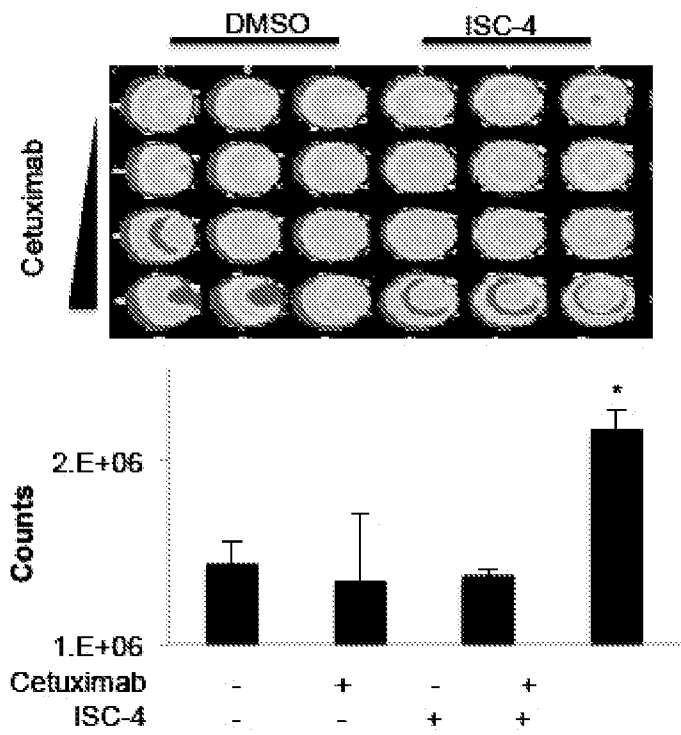 DMSO ISC-4
Cetuximab
*
2.E+06
Counts
1.E+06
Cetuximab - + - +
ISC-4 - - + +